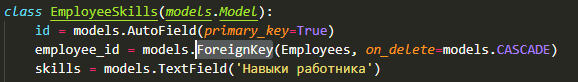 class EmployeeSkills(models.Model):
    id = models.AutoField(primary_key=True)
    employee_id = models.ForeignKey(Employees, on_delete=models.CASCADE)
    skills = models.TextField('Навыки работника')